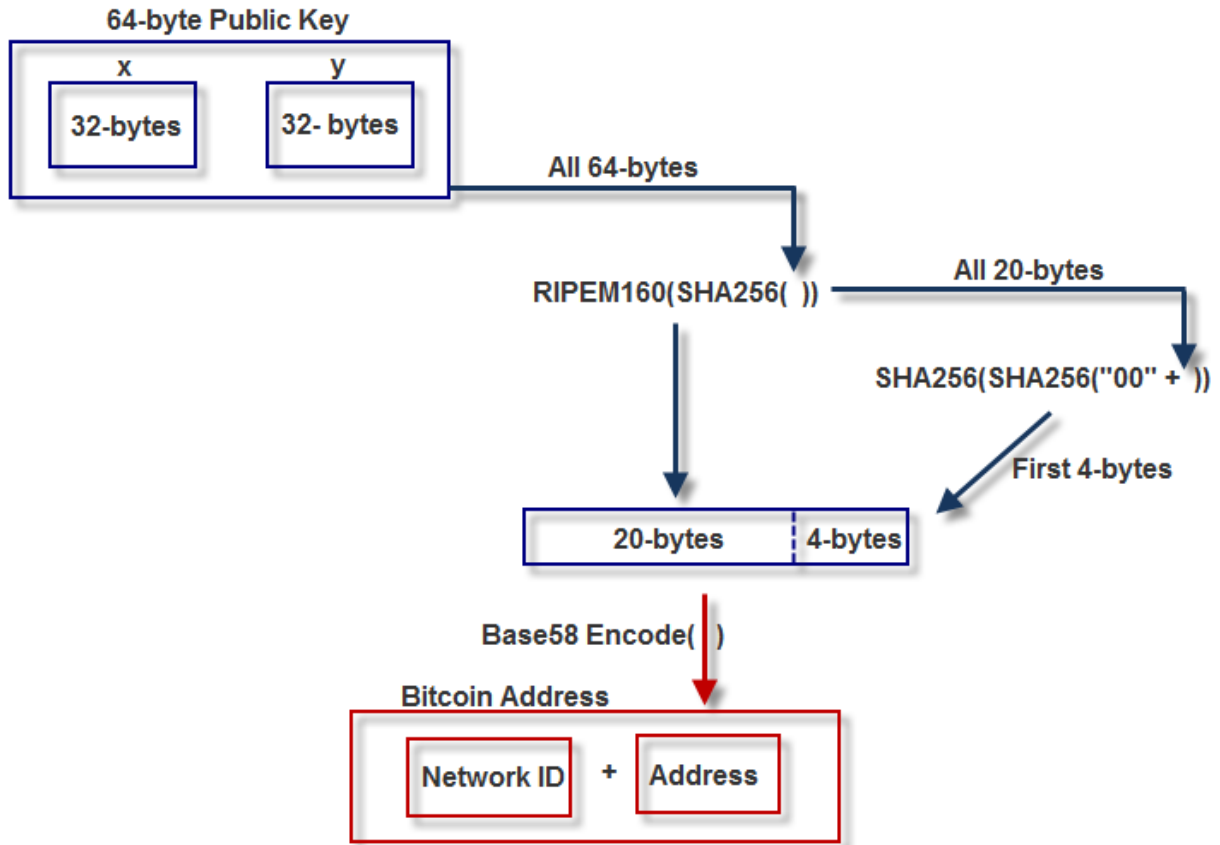 64-byte Public Key
x y
32-bytes 32- bytes
All 64-bytes
All 20-bytes
RIPEM160(SHA256( ))
SHA256(SHA256("00" + ))
First 4-bytes
20-bytes 4-bytes
Base58 Encode( )
Bitcoin Address
Network ID + Address